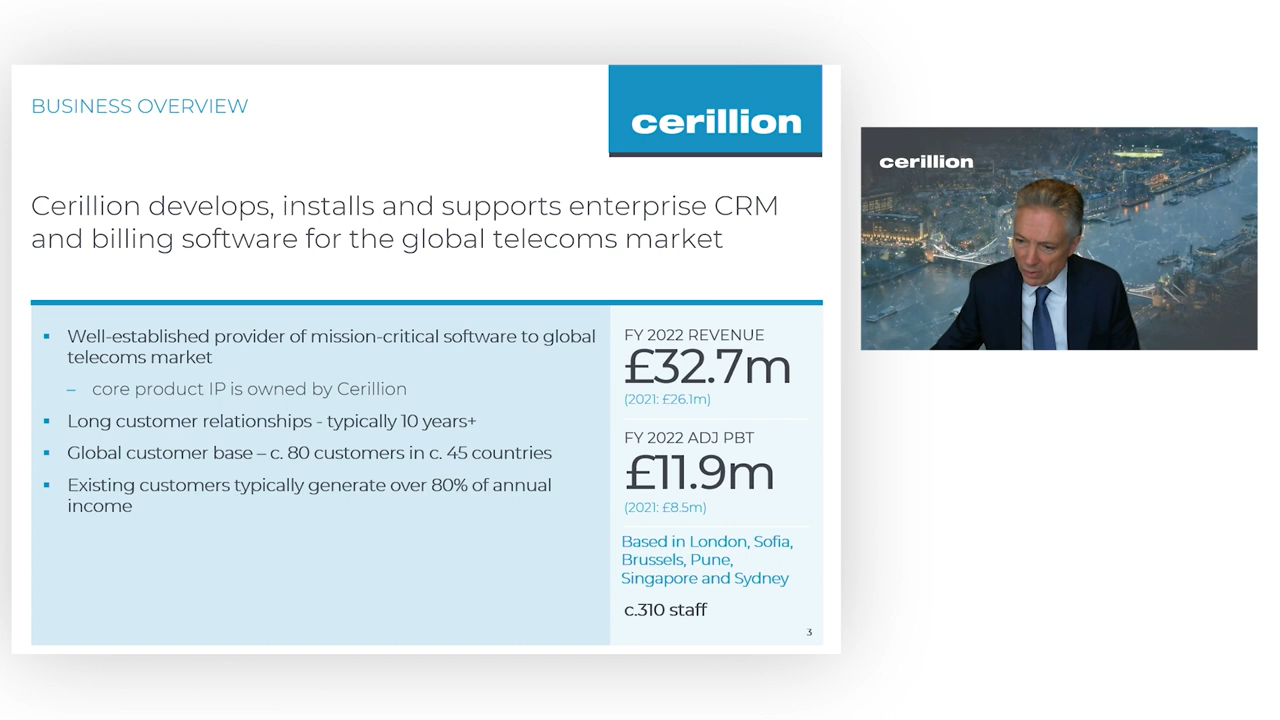 BUSINESS OVERVIEW
cerillion
Cerillion develops, installs and supports enterprise CRM
and billing software for the global telecoms market
▪ Well-established provider of mission-critical software to global
telecoms market
– core product IP is owned by Cerillion
▪ Long customer relationships - typically 10 years+
▪ Global customer base – c. 80 customers in c. 45 countries
▪ Existing customers typically generate over 80% of annual
income
FY 2022 REVENUE
£32.7m
(2021: £26.1m)
FY 2022 ADJ PBT
£11.9m
(2021: £8.5m)
Based in London, Sofia,
Brussels, Pune,
Singapore and Sydney
c.310 staff
3
cerillion